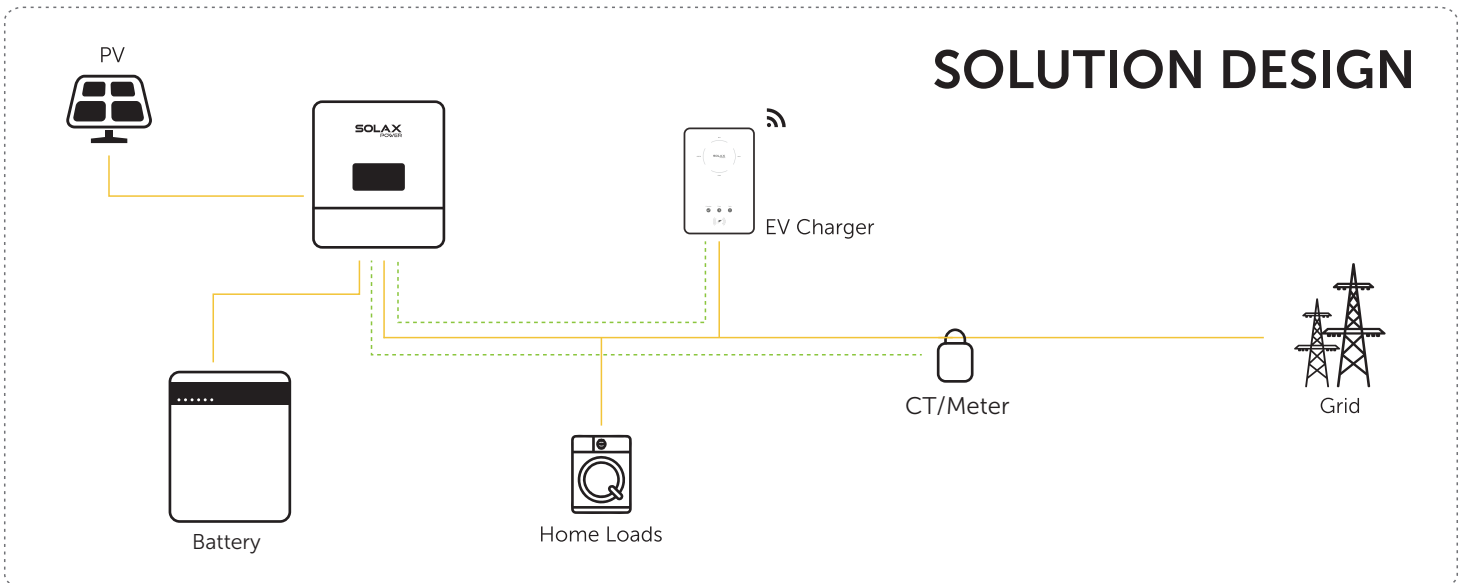 SOLUTION DESIGN
PV
SOLAX
POWER
EV Charger
CT/Meter
Grid
Home Loads
Battery